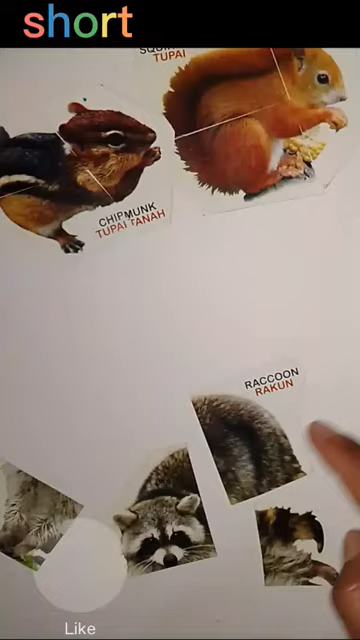 short
TUPAI
CHIPMUNK
TUPAI TANAH
RACCOON
RAKUN
Like